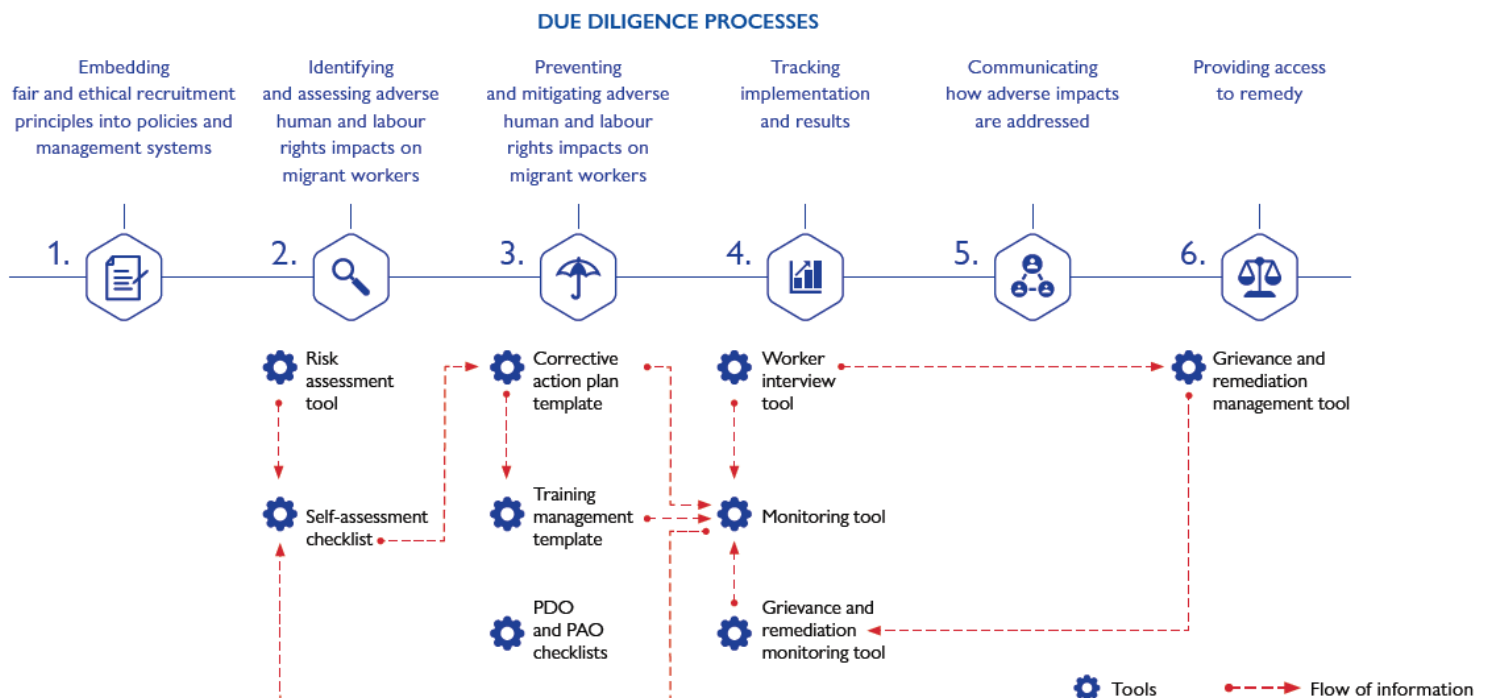 DUE DILIGENCE PROCESSES
Embedding
fair and ethical recruitment
principles into policies and
management systems
Identifying
and assessing adverse
human and labour
rights impacts on
migrant workers
Preventing
and mitigating adverse
human and labour
rights impacts on
migrant workers
Tracking
implementation
and results
Communicating
how adverse impacts
are addressed
Providing access
to remedy
1.
2.
3.
4.
5.
6.
Risk
assessment
tool
Self-assessment
checklist
Corrective
action plan
template
Training
management
template
PDO
and PAO
checklists
Worker
interview
tool
Monitoring tool
Grievance and
remediation
monitoring tool
Grievance and
remediation
management tool
Tools
Flow of information